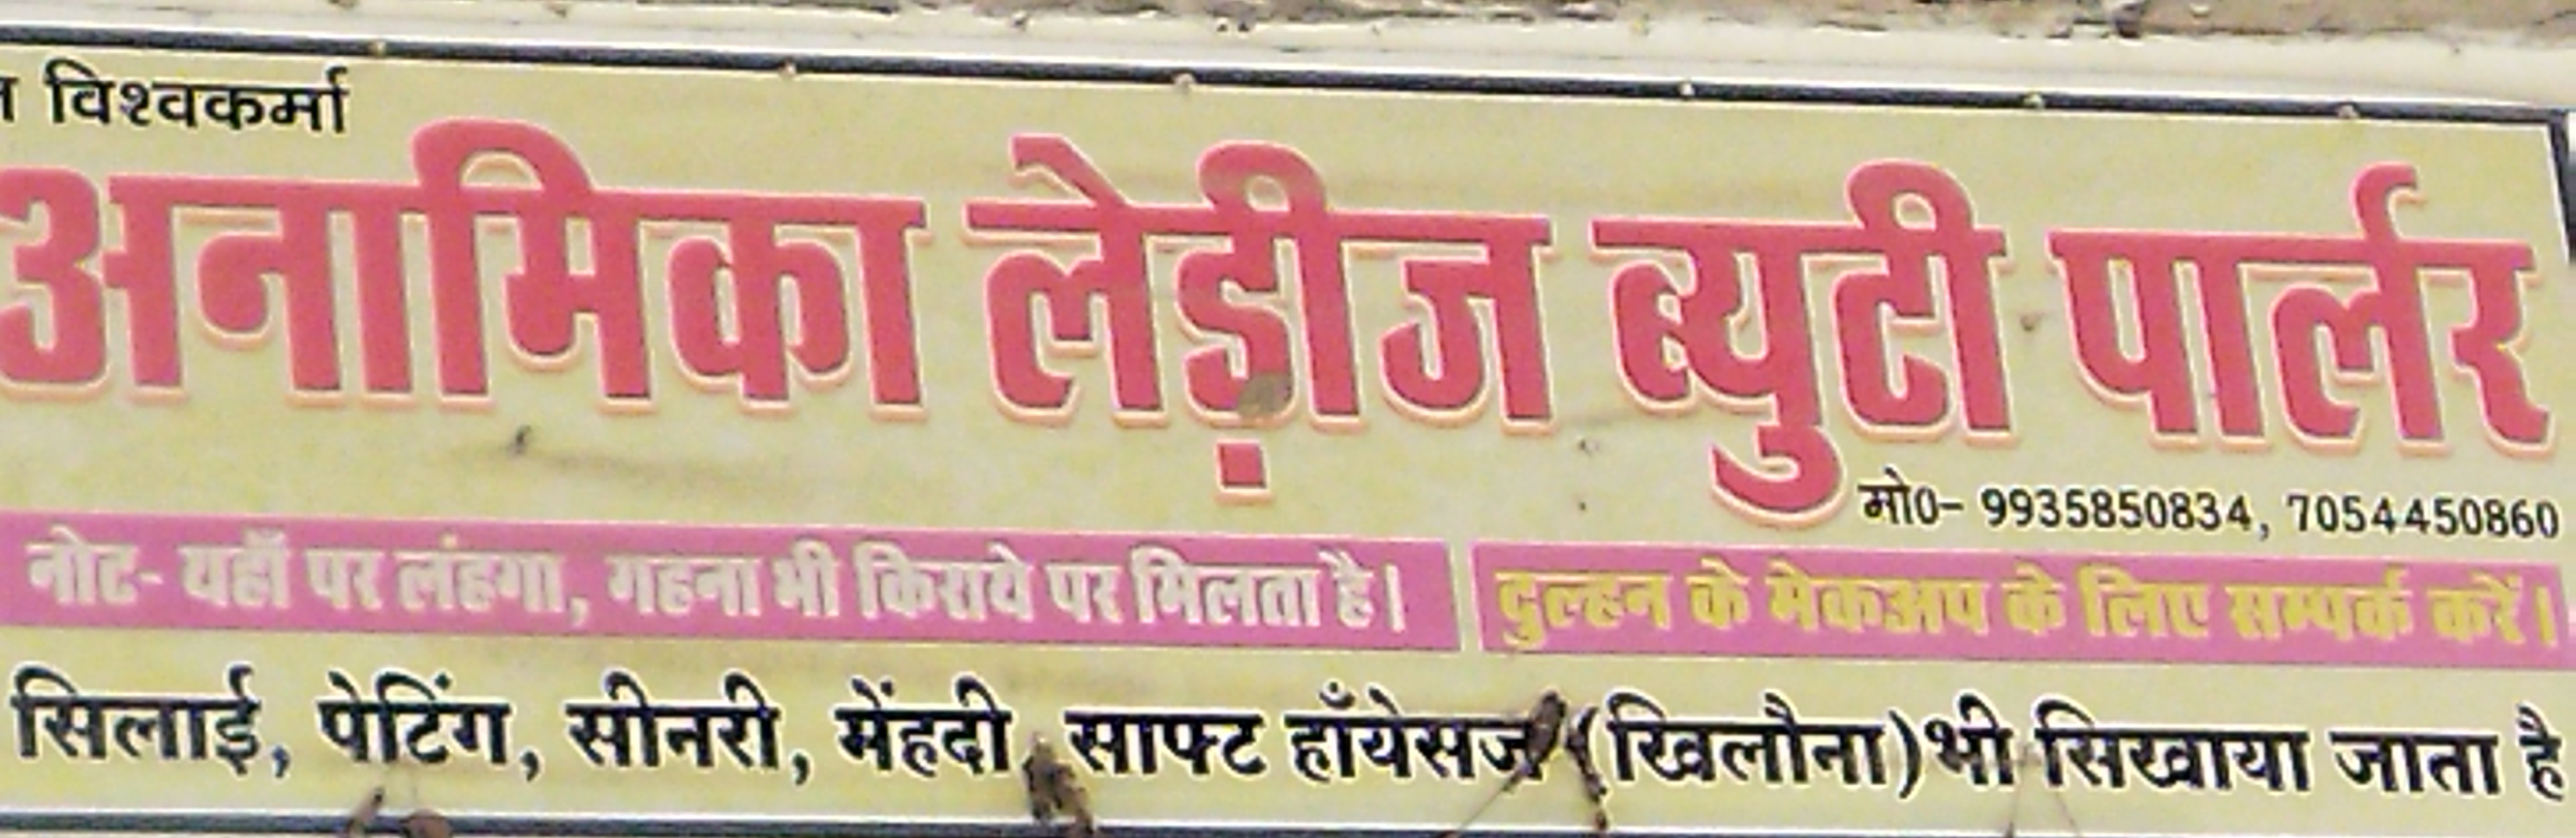 विश्वकर्मा
अनामिका लेड़ीज ब्युटी पार्लर
मो0- 9935850834, 7054450860
नोट- यहाँ पर लंहगा, गहना भी किराये पर मिलता है। दुल्हन के मेकअप के लिए सम्पर्क करें।
सिलाई, पेटिंग, सीनरी, मेंहदी, साफ्ट हाँयेसज (खिलौना) भी सिखाया जाता है